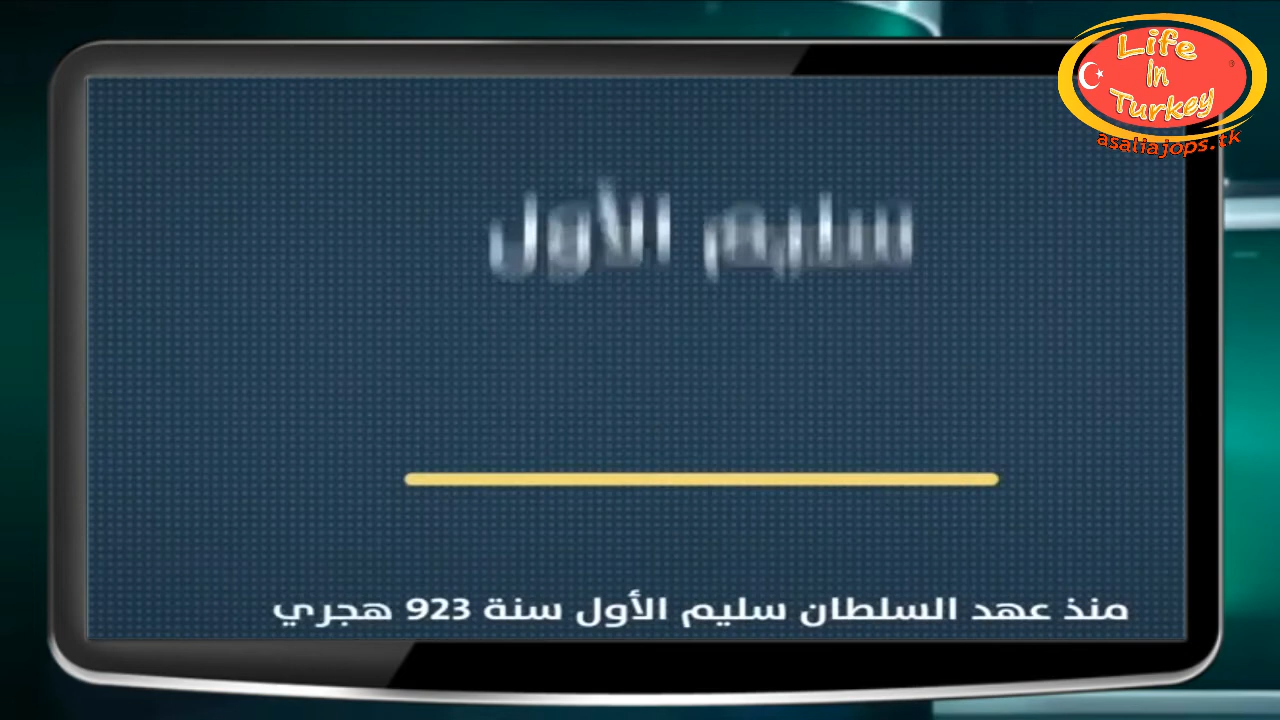 Life
In
Turkey
asaliajops.tk
سليم الأول
منذ عهد السلطان سليم الأول سنة 923 هجري